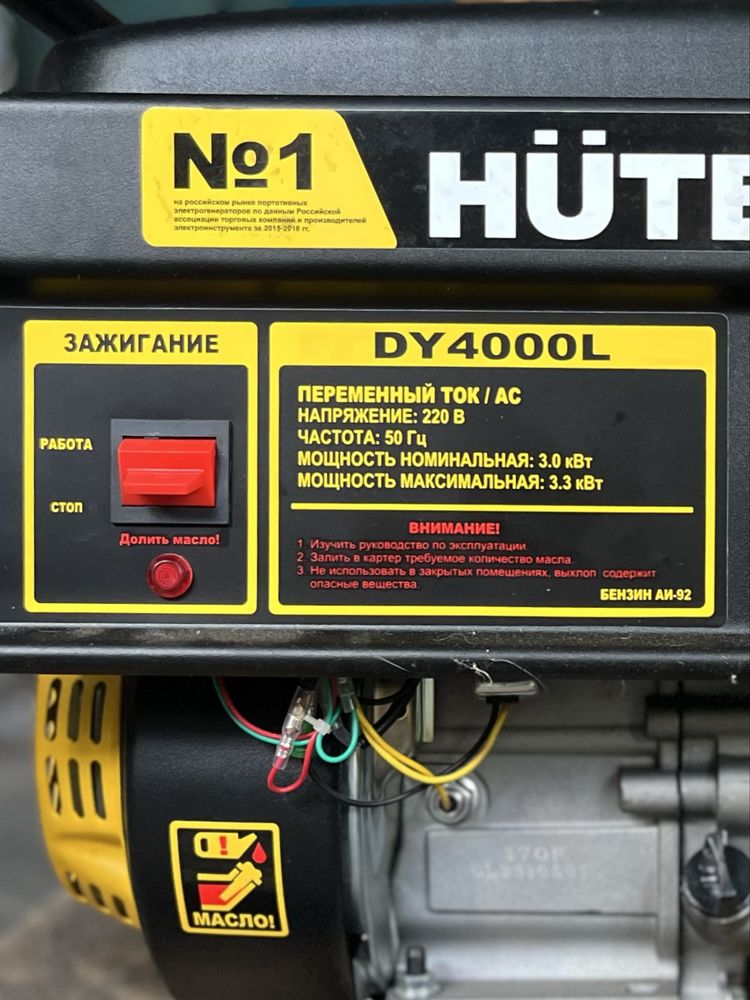 №1
на российском рынке портативных
электрогенераторов по данным Российской
ассоциации торговых компаний и производителей
электроинструмента за 2015-2018 гг.
HÜTE
ЗАЖИГАНИЕ
РАБОТА
СТОП
Долить масло!
DY4000L
ПЕРЕМЕННЫЙ ТОК / AC
НАПРЯЖЕНИЕ: 220 В
ЧАСТОТА: 50 Гц
МОЩНОСТЬ НОМИНАЛЬНАЯ: 3.0 кВт
МОЩНОСТЬ МАКСИМАЛЬНАЯ: 3.3 кВт
ВНИМАНИЕ!
1. Изучить руководство по эксплуатации.
2. Залить в картер требуемое количество масла.
3. Не использовать в закрытых помещениях, выхлоп содержит
опасные вещества.
БЕНЗИН АИ-92
МАСЛО!
170F